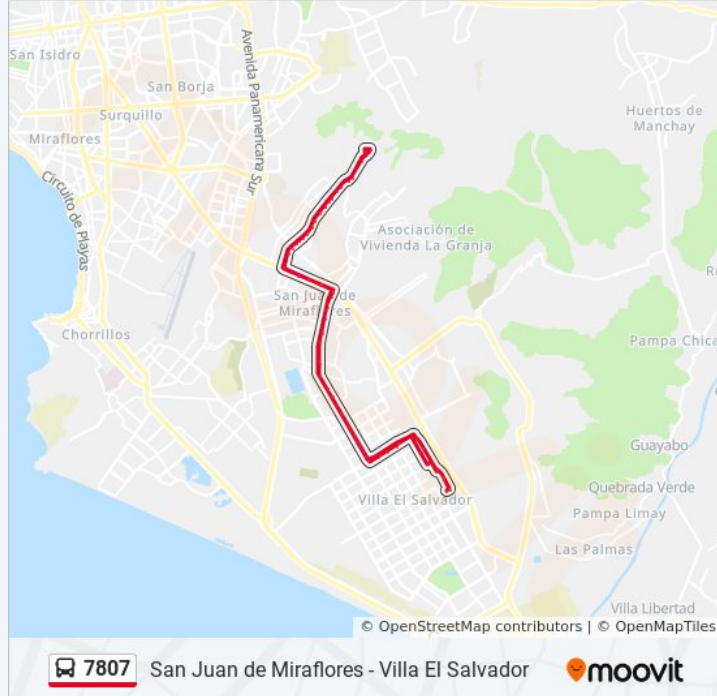 San Isidro
Avenida Panamericana Sur
San Borja
Surquillo
Huertos de
Manchay
Miraflores
Circuito de Playas
Asociación de
Vivienda La Granja
San Juan de
Miraflores
Chorrillos
Pampa Chica
Guayabo
Quebrada Verde
Villa El Salvador
Pampa Limay
Las Palmas
Villa Libertad
© OpenStreetMap contributors | © OpenMapTiles
7807 San Juan de Miraflores - Villa El Salvador moovit